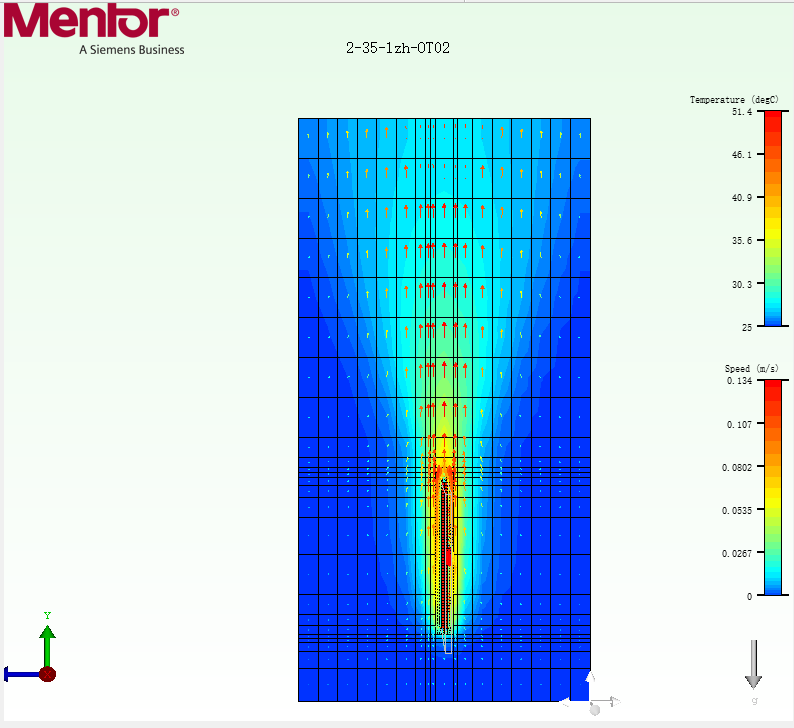 Mentor®
A Siemens Business
2-35-1zh-OT02
Temperature (degC)
51.4
46.1
40.9
35.6
30.3
25
Speed (m/s)
0.134
0.107
0.0802
0.0535
0.0267
0
Y
g